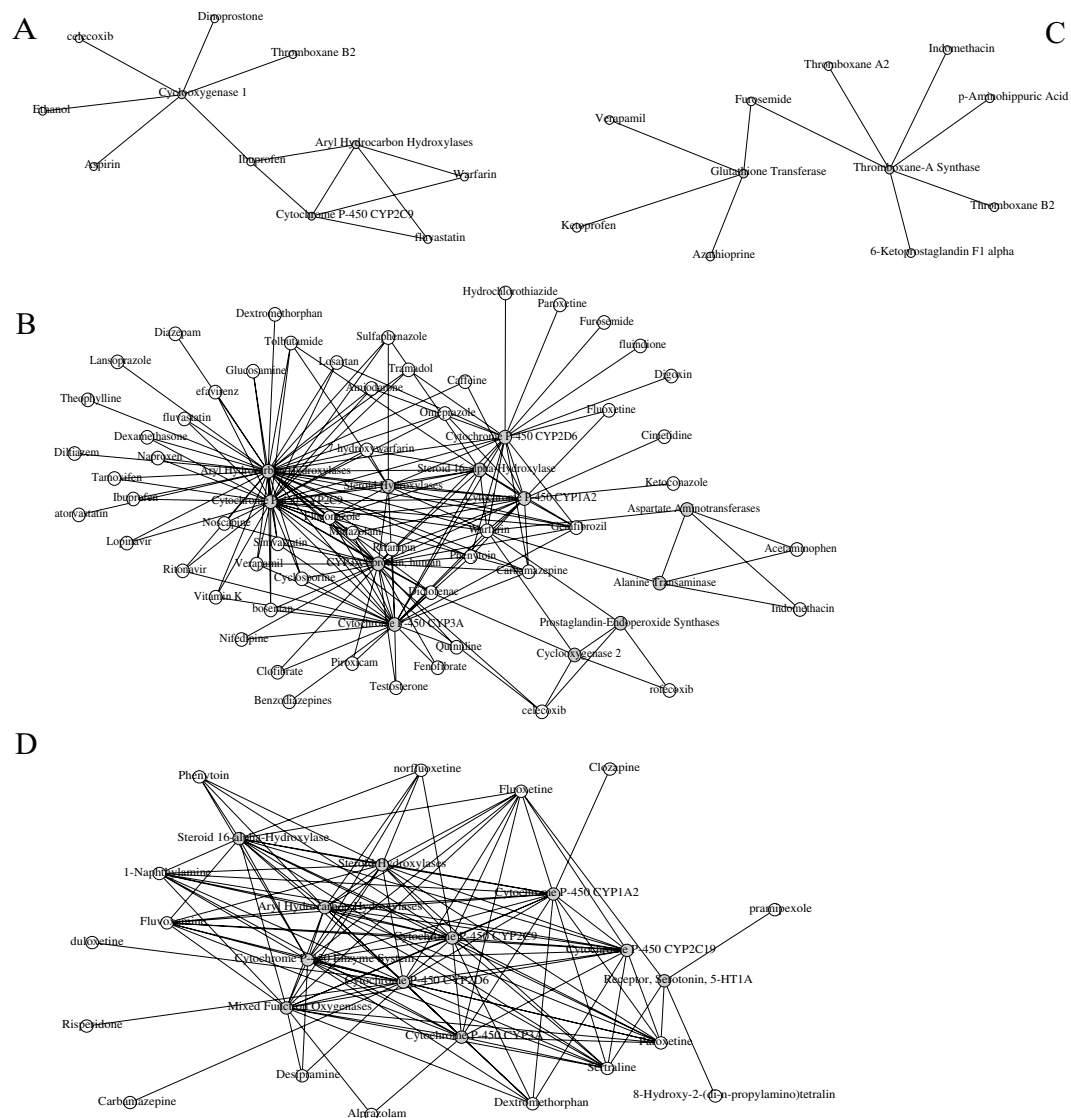 A
Dinoprostone
celecoxib
Thromboxane B2
Cyclooxygenase 1
Ethanol
Aspirin
Ibuprofen
Aryl Hydrocarbon Hydroxylases
Warfarin
Cytochrome P-450 CYP2C9
fluvastatin
C
Indomethacin
Thromboxane A2
Furosemide
p-Aminohippuric Acid
Verapamil
Glutathione Transferase
Thromboxane-A Synthase
Thromboxane B2
Ketoprofen
Azathioprine
6-Ketoprostaglandin F1 alpha
B
Hydrochlorothiazide
Paroxetine
Dextromethorphan
Furosemide
Diazepam
Tolbutamide
Sulfaphenazole
fluindione
Lansoprazole
Losartan
Glucosamine
Tramadol
Digoxin
Caffeine
efavirenz
Amiodarone
Theophylline
Omeprazole
Fluoxetine
fluvastatin
Dexamethasone
Cytochrome P-450 CYP2D6
Cimetidine
7-hydroxywarfarin
Diltiazem
Naproxen
Aryl Hydrocarbon Hydroxylases
Steroid 16-alpha-Hydroxylase
Tamoxifen
Steroid Hydroxylases
Ketoconazole
Ibuprofen
Cytochrome P-450 CYP2C9
Cytochrome P-450 CYP1A2
atorvastatin
Aspartate Aminotransferases
Noscapine
Fluconazole
Gemfibrozil
Lopinavir
Simvastatin
Midazolam
Warfarin
Rifampin
Acetaminophen
Phenytoin
Ritonavir
Verapamil
CYP3A4 protein, human
Carbamazepine
Cyclosporine
Alanine Transaminase
Vitamin K
Diclofenac
bosentan
Indomethacin
Cytochrome P-450 CYP3A
Prostaglandin-Endoperoxide Synthases
Nifedipine
Quinidine
Cyclooxygenase 2
Clofibrate
Piroxicam
Fenofibrate
Testosterone
rofecoxib
Benzodiazepines
celecoxib
D
Phenytoin
norfluoxetine
Clozapine
Fluoxetine
Steroid 16-alpha-Hydroxylase
1-Naphthylamine
Steroid Hydroxylases
Cytochrome P-450 CYP1A2
Aryl Hydrocarbon Hydroxylases
pramipexole
Fluvoxamine
duloxetine
Cytochrome P-450 CYP2C9
Cytochrome P-450 CYP2C19
Cytochrome P-450 Enzyme System
Cytochrome P-450 CYP2D6
Receptor, Serotonin, 5-HT1A
Mixed Function Oxygenases
Risperidone
Cytochrome P-450 CYP3A
Paroxetine
Desipramine
Sertraline
Carbamazepine
Alprazolam
Dextromethorphan
8-Hydroxy-2-(di-n-propylamino)tetralin